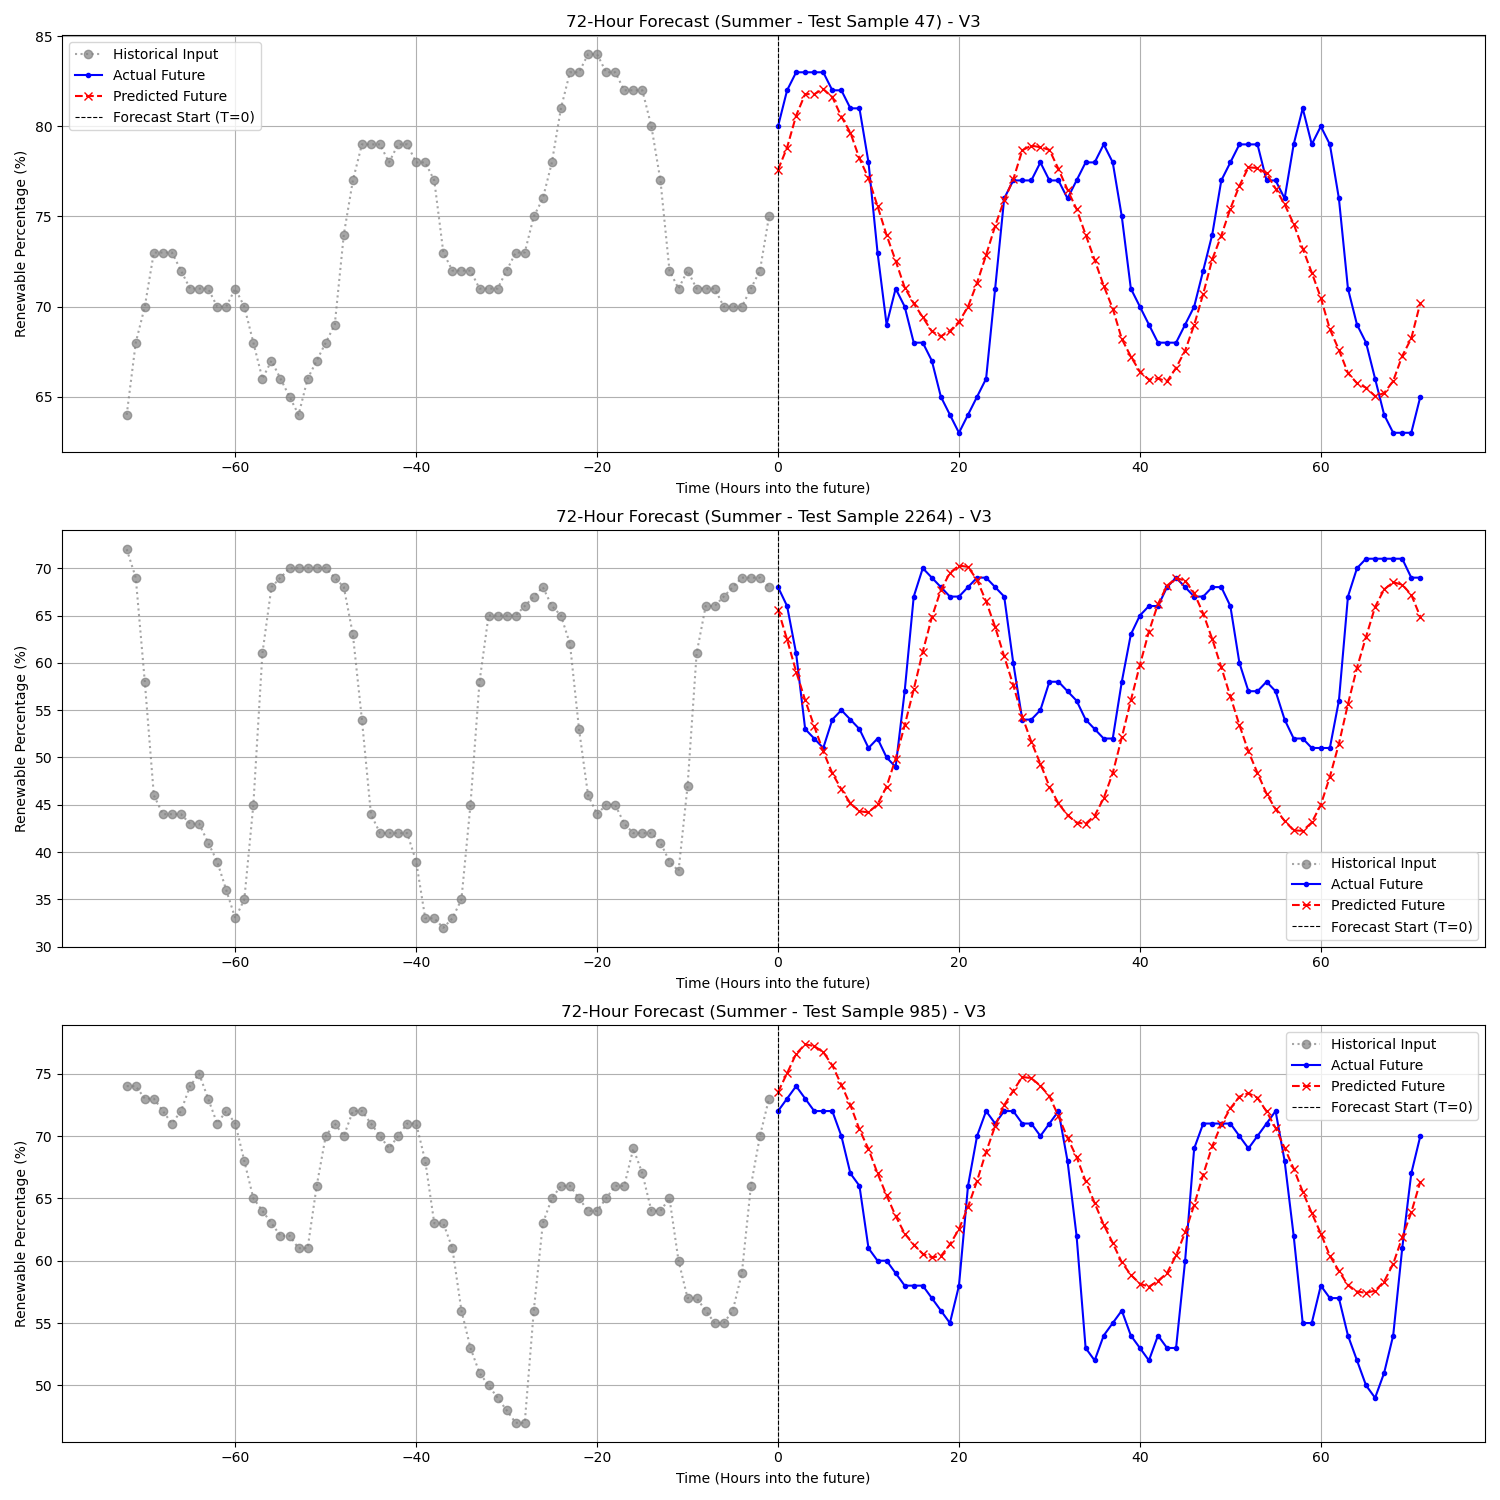 72-Hour Forecast (Summer - Test Sample 47) - V3
85
80
75
70
65
Renewable Percentage (%)
Historical Input
Actual Future
Predicted Future
Forecast Start (T=0)
−60 −40 −20 0 20 40 60
Time (Hours into the future)
72-Hour Forecast (Summer - Test Sample 2264) - V3
70
65
60
55
50
45
40
35
30
Renewable Percentage (%)
Historical Input
Actual Future
Predicted Future
Forecast Start (T=0)
−60 −40 −20 0 20 40 60
Time (Hours into the future)
72-Hour Forecast (Summer - Test Sample 985) - V3
75
70
65
60
55
50
Renewable Percentage (%)
Historical Input
Actual Future
Predicted Future
Forecast Start (T=0)
−60 −40 −20 0 20 40 60
Time (Hours into the future)